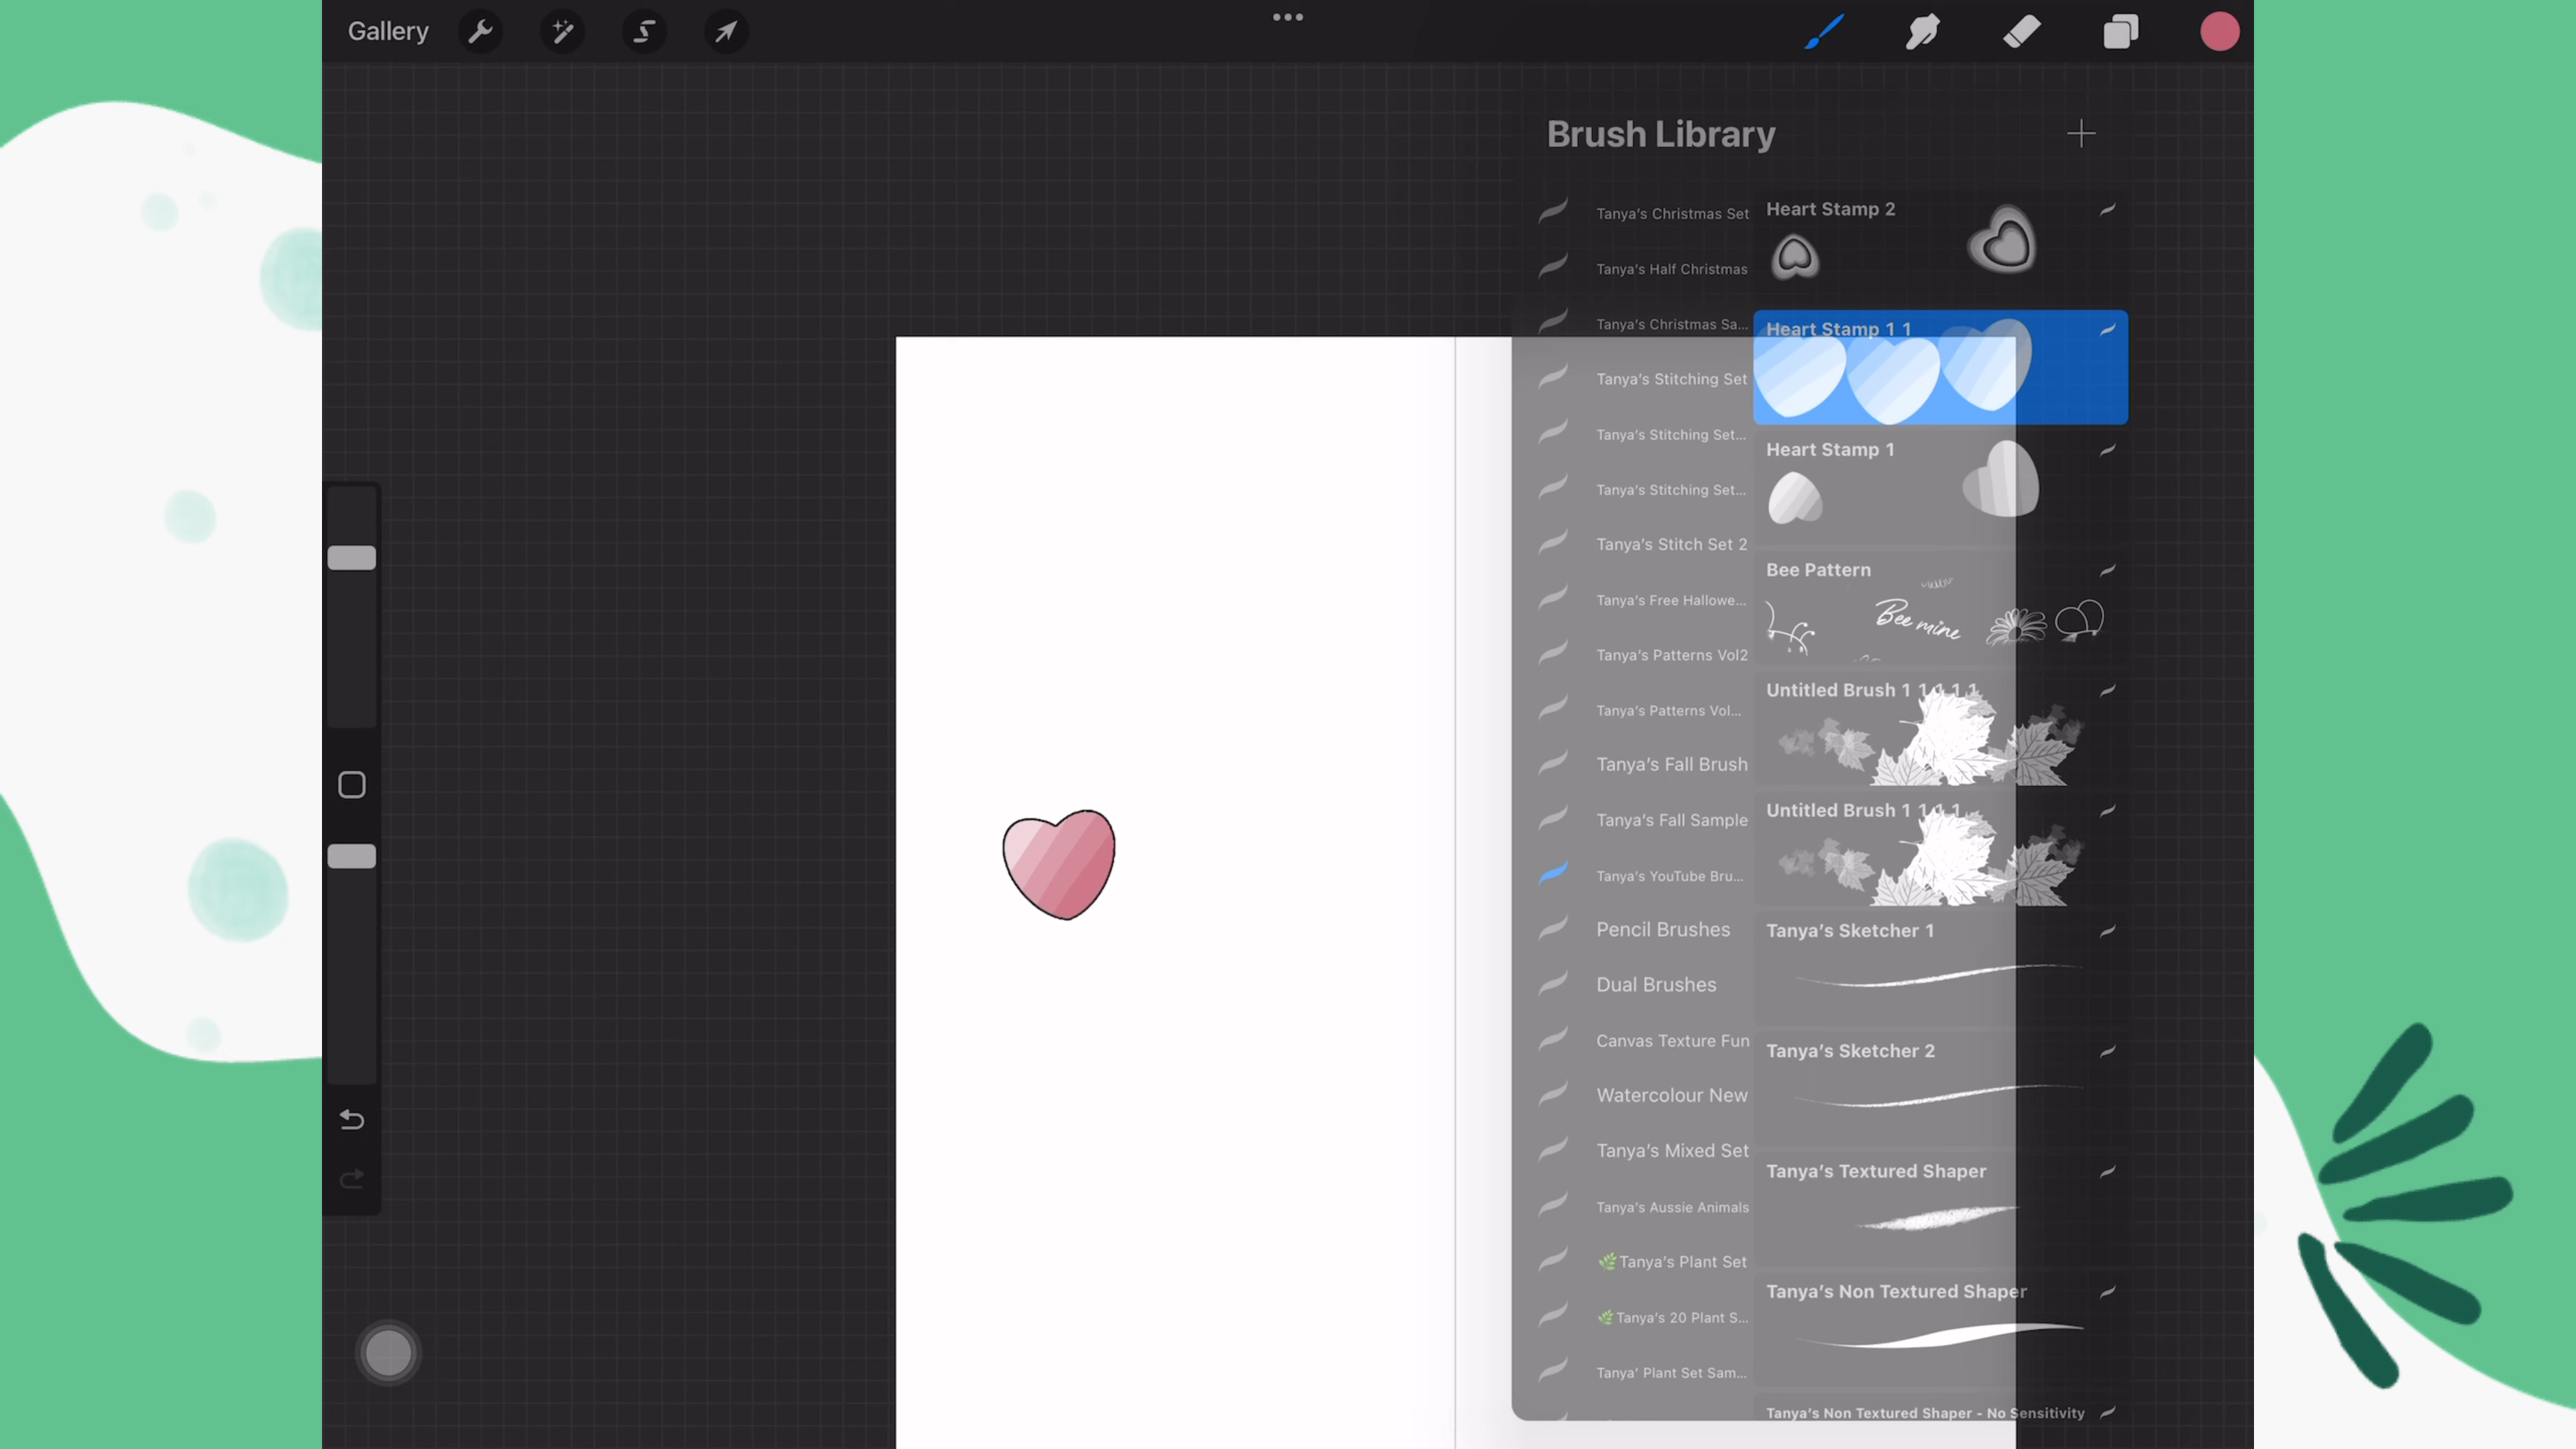 Gallery
Brush Library
Tanya's Christmas Set
Tanya's Half Christmas
Tanya's Christmas Sa...
Tanya's Stitching Set
Tanya's Stitching Set...
Tanya's Stitching Set...
Tanya's Stitch Set 2
Tanya's Free Hallowe...
Tanya's Patterns Vol2
Tanya's Patterns Vol...
Tanya's Fall Brush
Tanya's Fall Sample
Tanya's YouTube Bru...
Pencil Brushes
Dual Brushes
Canvas Texture Fun
Watercolour New
Tanya's Mixed Set
Tanya's Aussie Animals
🌿Tanya's Plant Set
🌿Tanya's 20 Plant S...
Tanya' Plant Set Sam...
Heart Stamp 2
Heart Stamp 1 1
Heart Stamp 1
Bee Pattern
Bee mine
Untitled Brush 1 1 1 1 1
Untitled Brush 1 1 1 1
Tanya's Sketcher 1
Tanya's Sketcher 2
Tanya's Textured Shaper
Tanya's Non Textured Shaper
Tanya's Non Textured Shaper - No Sensitivity